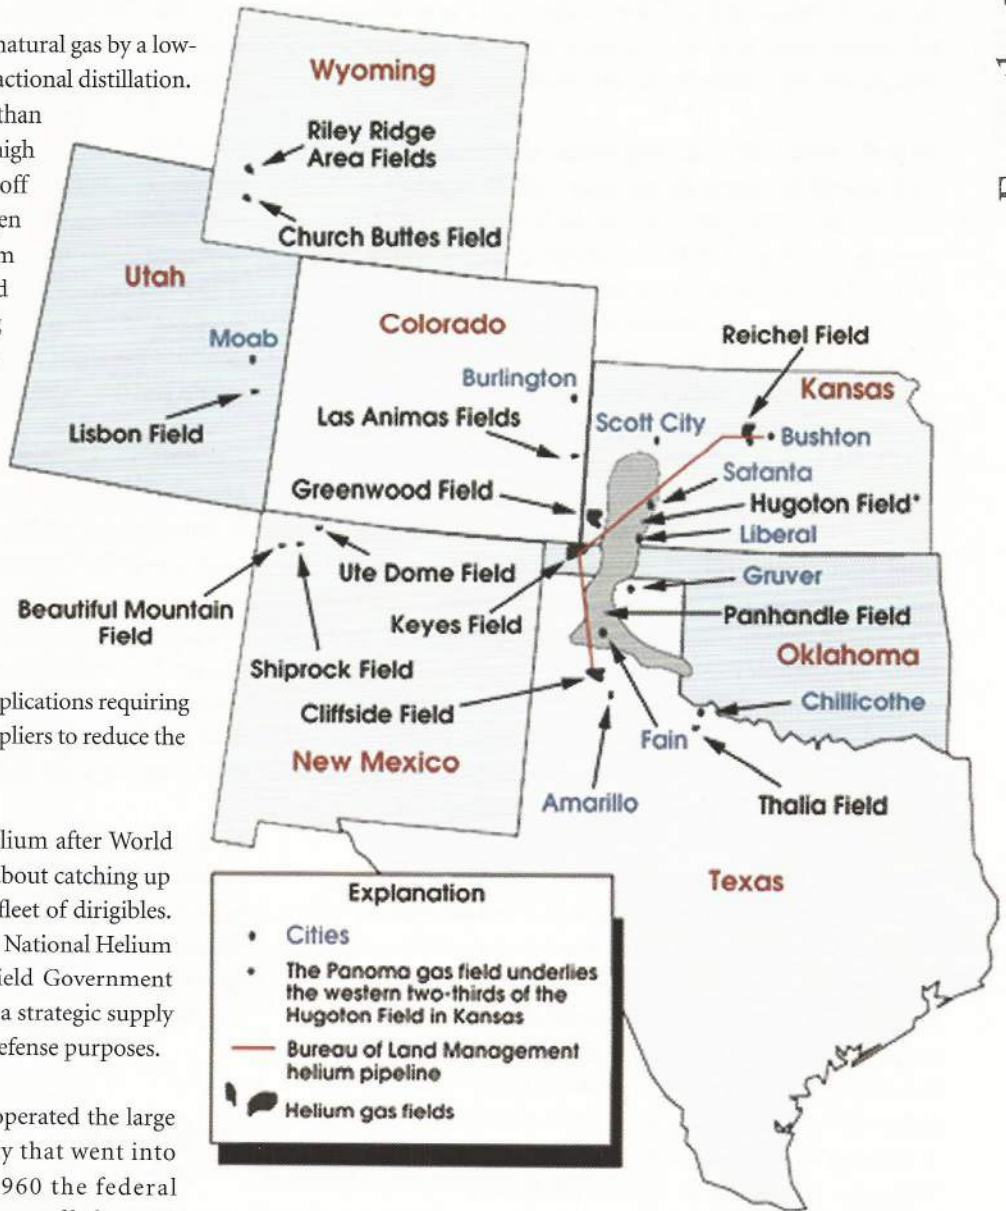 natural gas by a low-
actional distillation.
than
high
off
en
m
d
plications requiring
ppliers to reduce the
elium after World
about catching up
fleet of dirigibles.
National Helium
ield Government
a strategic supply
efense purposes.
operated the large
y that went into
960 the federal
Wyoming
Riley Ridge
Area Fields
Church Buttes Field
Utah
Moab
Lisbon Field
Colorado
Burlington
Las Animas Fields
Greenwood Field
Reichel Field
Kansas
Scott City
Bushton
Satanta
Hugoton Field*
Liberal
Gruver
Panhandle Field
Oklahoma
Chillicothe
Ute Dome Field
Beautiful Mountain
Field
Keyes Field
Shiprock Field
Cliffside Field
New Mexico
Fain
Amarillo
Thalia Field
Texas
Explanation
• Cities
• The Panoma gas field underlies
the western two-thirds of the
Hugoton Field in Kansas
Bureau of Land Management
helium pipeline
Helium gas fields